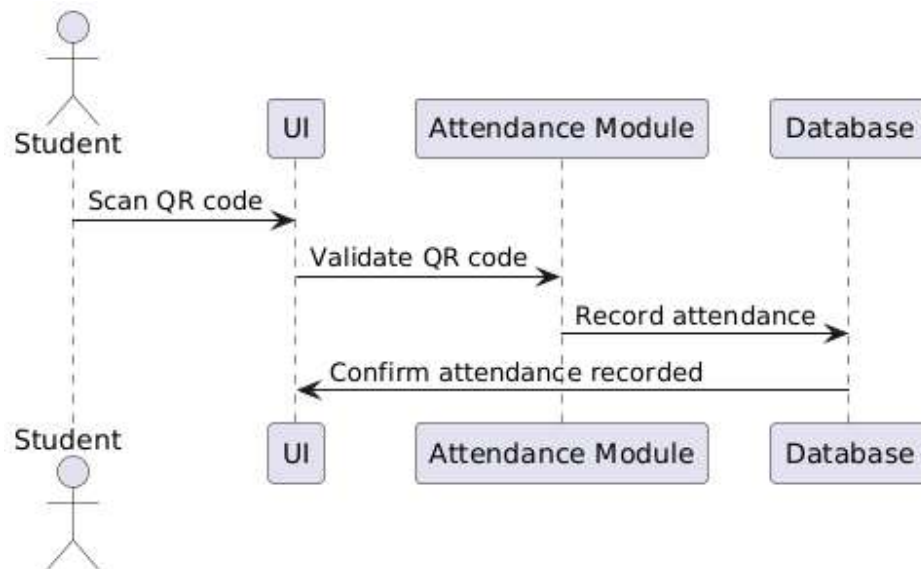 Student
UI
Attendance Module
Database
Scan QR code
Validate QR code
Record attendance
Confirm attendance recorded
Student
UI
Attendance Module
Database